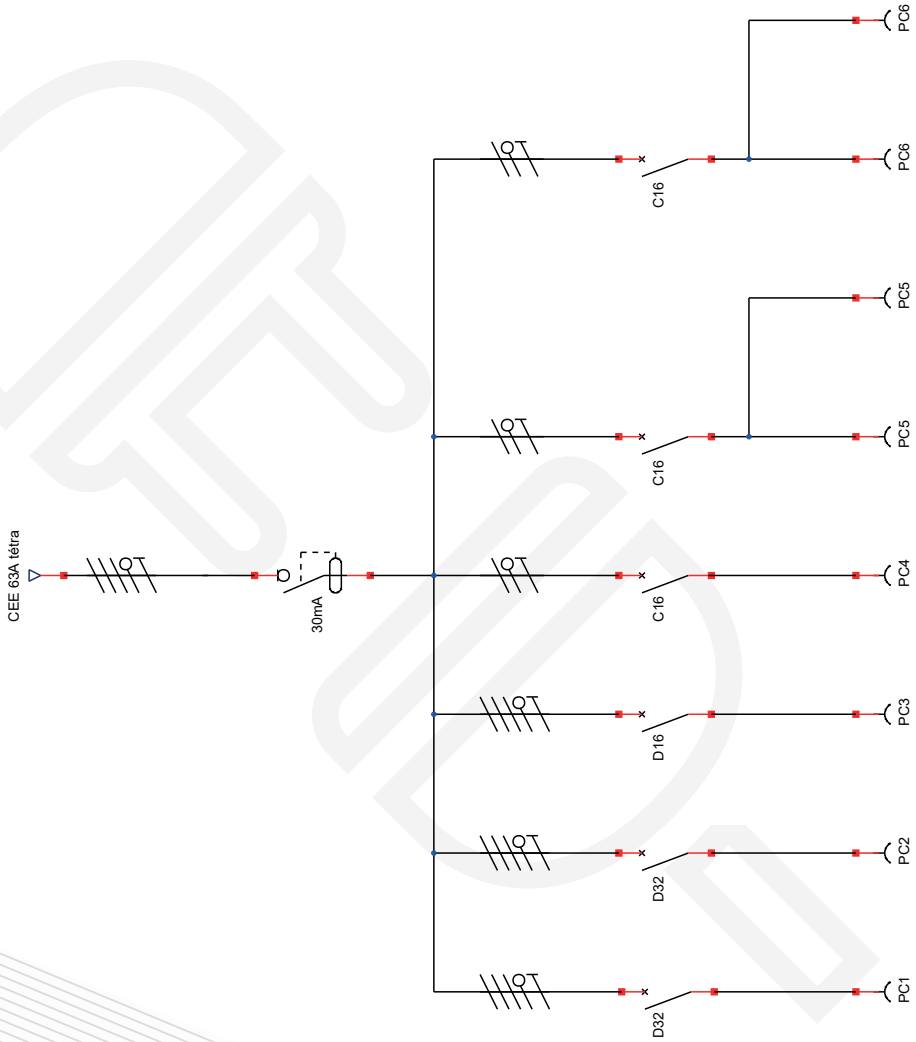 CEE 63A tétra
30mA
D32
D32
D16
C16
C16
C16
PC1
PC2
PC3
PC4
PC5
PC5
PC6
PC6